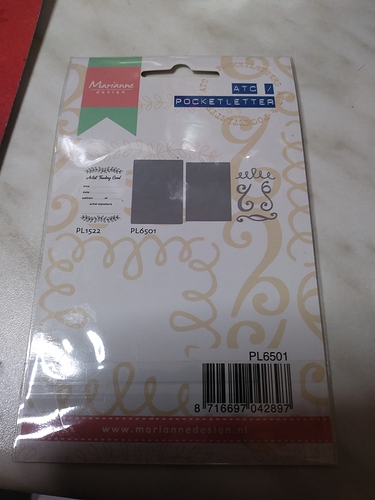 Marianne
design
ATC /
POCKETLETTER
Artist Trading Card
PL1522
PL6501
PL6501
8 716697 042897
www.mariannedesign.nl